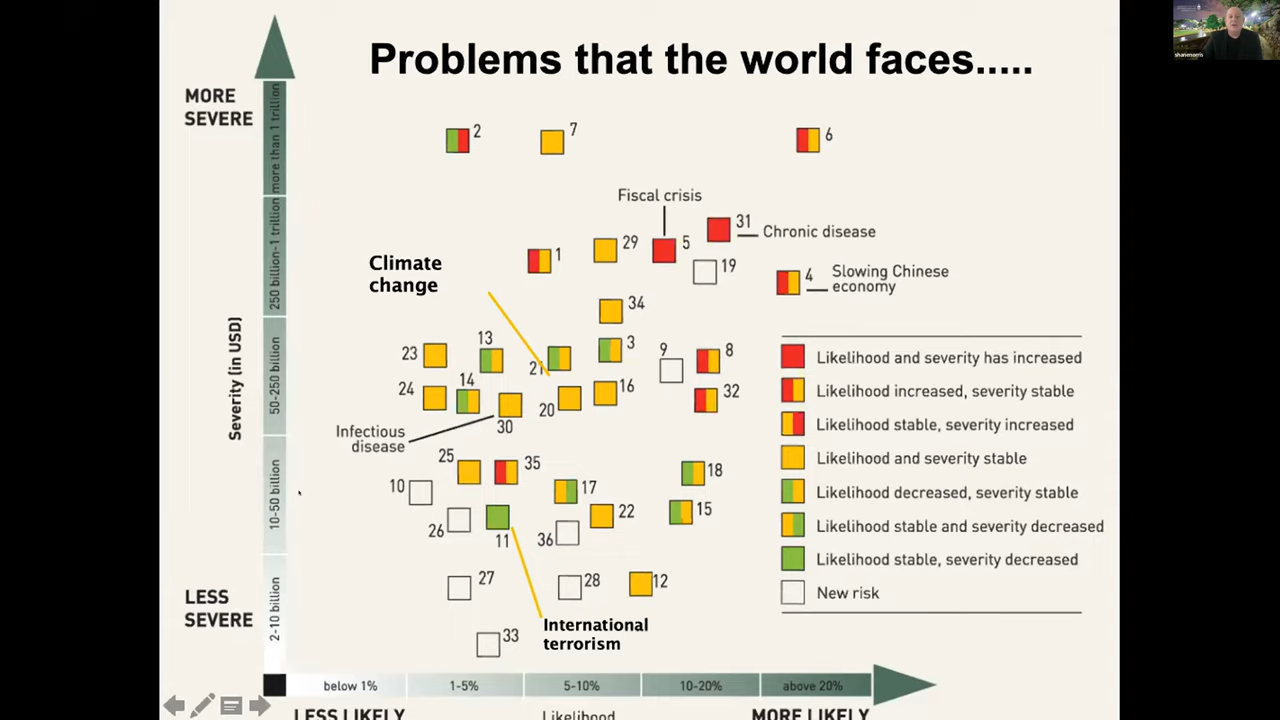 Problems that the world faces.....
MORE
SEVERE
more than 1 trillion
250 billion-1 trillion
50-250 billion
10-50 billion
2-10 billion
Severity (in USD)
LESS
SEVERE
2
7
6
Fiscal crisis
31
Chronic disease
29
5
1
19
Climate
change
4
Slowing Chinese
economy
34
13
3
9
8
23
21
14
16
24
20
32
30
Infectious
disease
25
35
18
10
17
15
22
26
11
36
27
28
12
International
terrorism
33
Likelihood and severity has increased
Likelihood increased, severity stable
Likelihood stable, severity increased
Likelihood and severity stable
Likelihood decreased, severity stable
Likelihood stable and severity decreased
Likelihood stable, severity decreased
New risk
below 1%
1-5%
5-10%
10-20%
above 20%
LESS LIKELY
Likelihood
MORE LIKELY